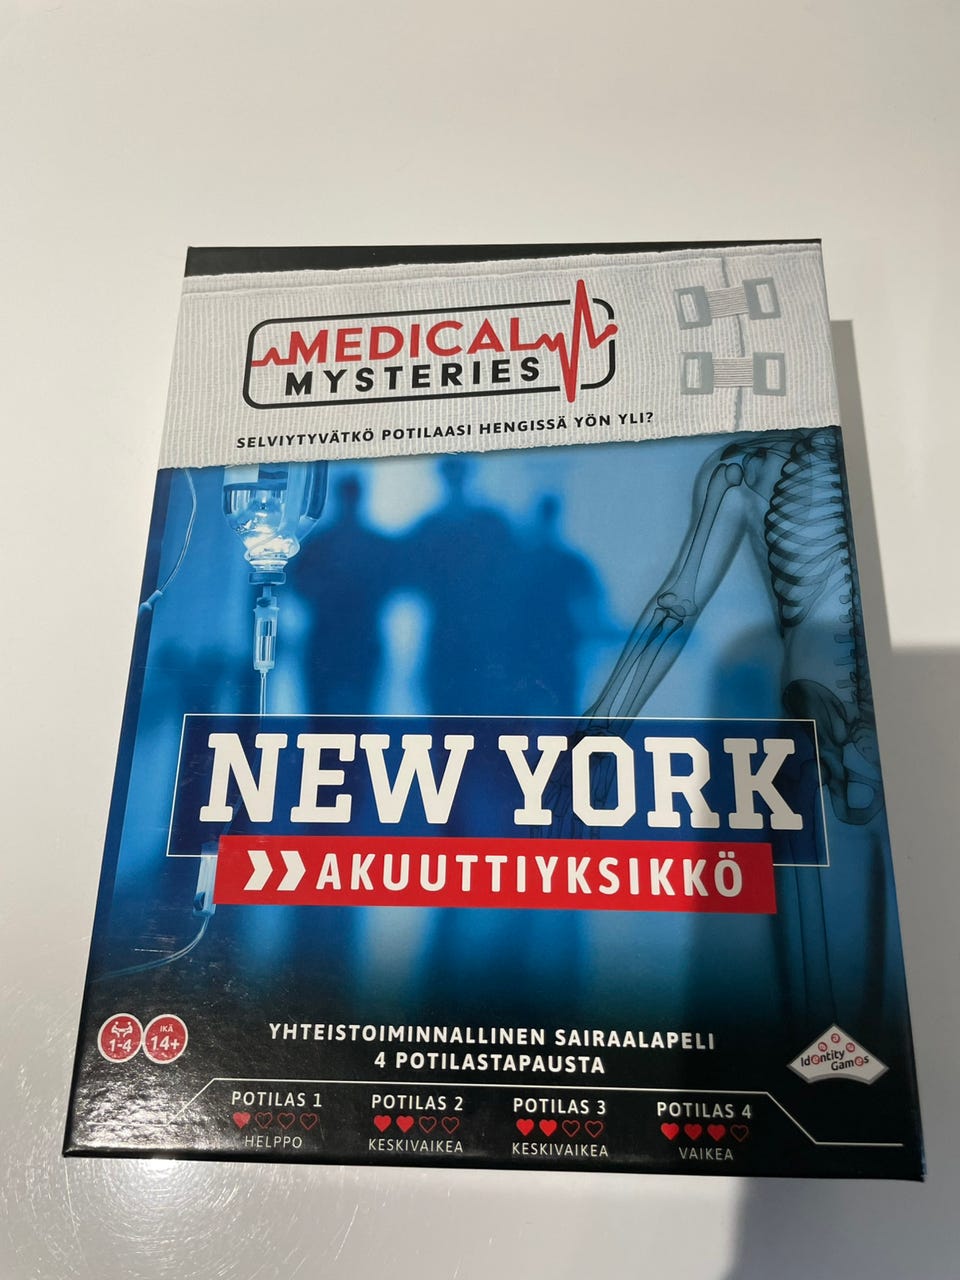 MEDICAL
MYSTERIES
SELVIYTYVÄTKÖ POTILAASI HENGISSÄ YÖN YLI?
NEW YORK
AKUUTTIYKSIKKÖ
1-4
IKÄ
14+
YHTEISTOIMINNALLINEN SAIRAALAPELI
4 POTILASTAPAUSTA
Identity
Games
POTILAS 1
HELPPO
POTILAS 2
KESKIVAIKEA
POTILAS 3
KESKIVAIKEA
POTILAS 4
VAIKEA